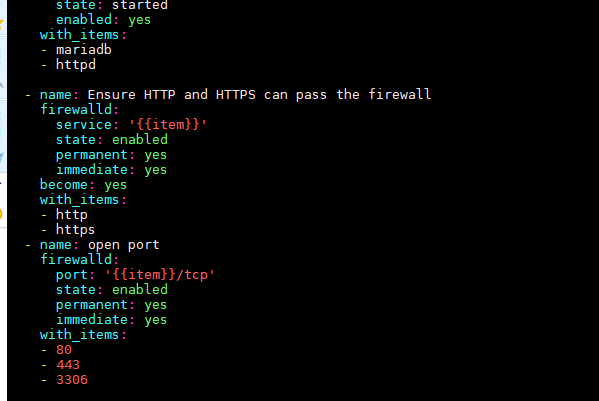 state: started
enabled: yes
with_items:
- mariadb
- httpd
- name: Ensure HTTP and HTTPS can pass the firewall
firewalld:
service: '{{item}}'
state: enabled
permanent: yes
immediate: yes
become: yes
with_items:
- http
- https
- name: open port
firewalld:
port: '{{item}}/tcp'
state: enabled
permanent: yes
immediate: yes
with_items:
- 80
- 443
- 3306